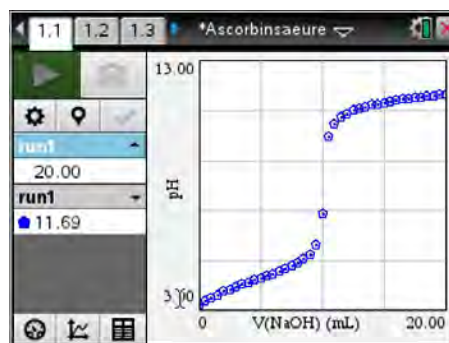 1.1 1.2 1.3 *Ascorbinsaeure
run1
20.00
run1
11.69
13.00
pH
3.00
0 V(NaOH) (mL) 20.00